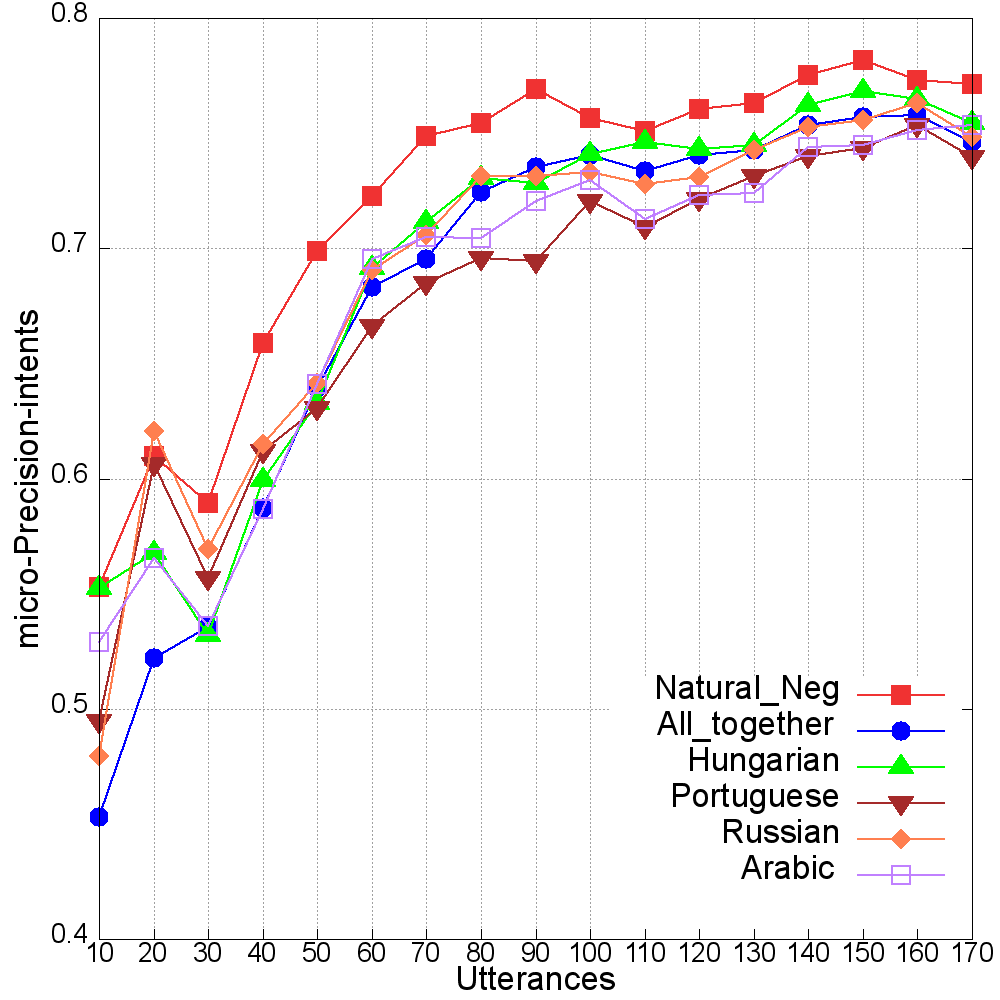 0.8
0.7
0.6
0.5
0.4
micro-Precision-intents
Natural_Neg
All_together
Hungarian
Portuguese
Russian
Arabic
10 20 30 40 50 60 70 80 90 100 110 120 130 140 150 160 170
Utterances